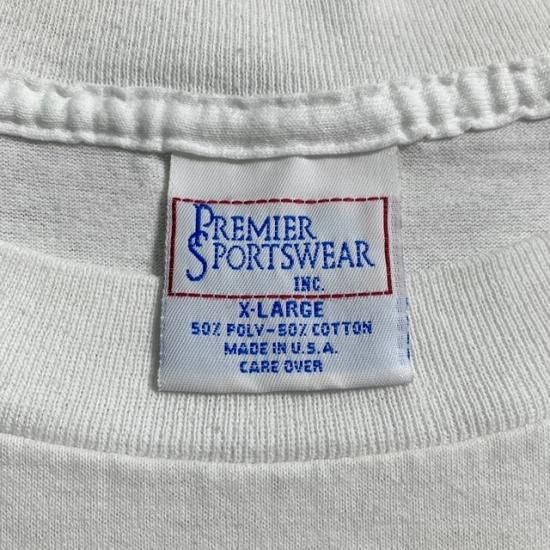 PREMIER
SPORTSWEAR
INC.
X-LARGE
50% POLY-50% COTTON
MADE IN U.S.A.
CARE OVER